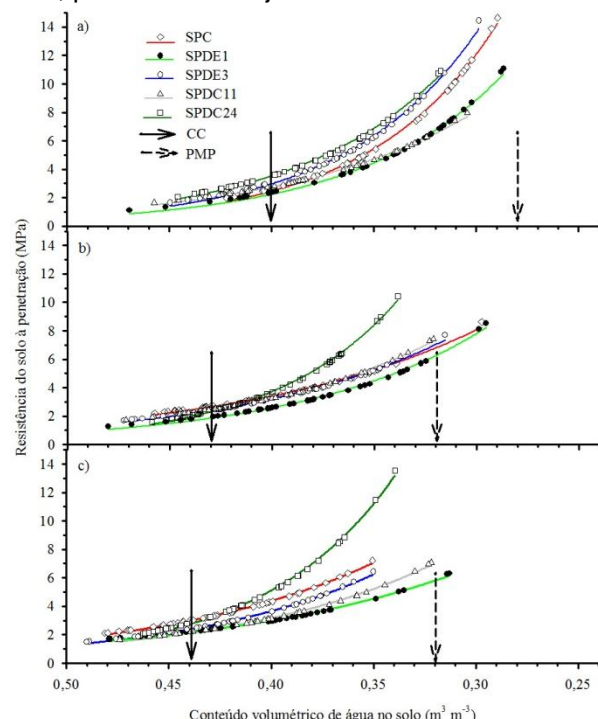 a)
SPC
SPDE1
SPDE3
SPDC11
SPDC24
CC
PMP
14
12
10
8
6
4
2
0
b)
14
12
10
8
6
4
2
0
c)
14
12
10
8
6
4
2
0
Resistência do solo à penetração (MPa)
0,50 0,45 0,40 0,35 0,30 0,25
Conteúdo volumétrico de água no solo (m³ m⁻³)